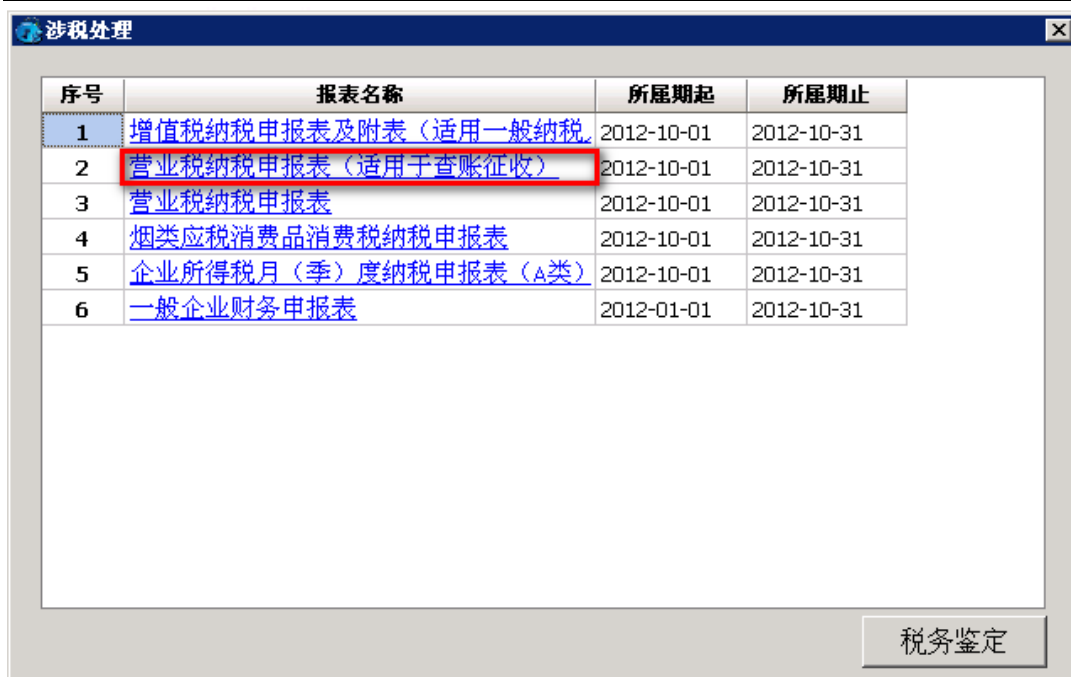 涉税处理
序号 报表名称 所属期起 所属期止
1 增值税纳税申报表及附表（适用一般纳税 2012-10-01 2012-10-31
2 营业税纳税申报表（适用于查账征收） 2012-10-01 2012-10-31
3 营业税纳税申报表 2012-10-01 2012-10-31
4 烟类应税消费品消费税纳税申报表 2012-10-01 2012-10-31
5 企业所得税月（季）度纳税申报表（A类） 2012-10-01 2012-10-31
6 一般企业财务申报表 2012-01-01 2012-10-31
税务鉴定